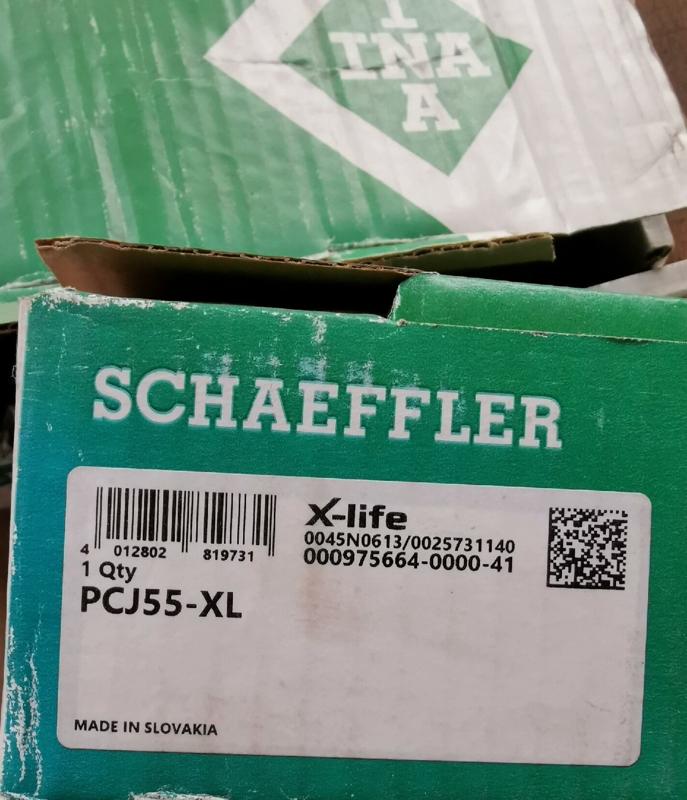 I
INA
A
SCHAEFFLER
X-life
4 012802 819731
0045N0613/0025731140
000975664-0000-41
1 Qty
PCJ55-XL
MADE IN SLOVAKIA